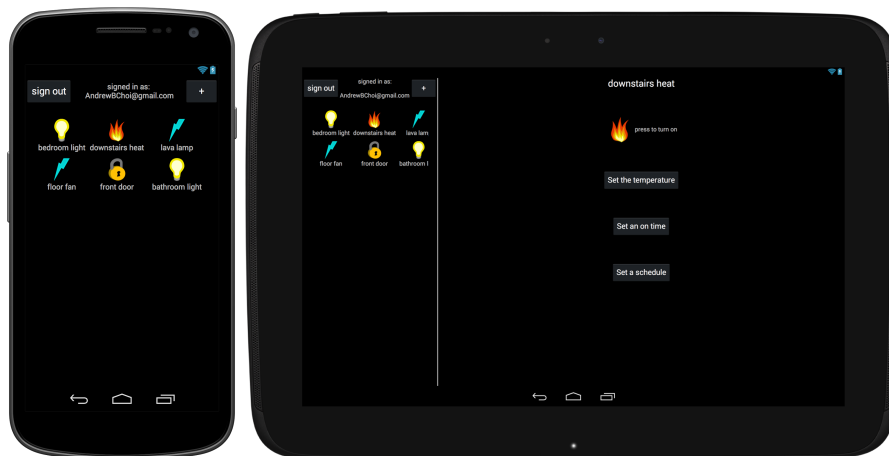 sign out
signed in as:
AndrewBChoi@gmail.com
+
bedroom light downstairs heat lava lamp
floor fan front door bathroom light
sign out
signed in as:
AndrewBChoi@gmail.com
+
bedroom light downstairs heat lava lam
floor fan front door bathroom l
downstairs heat
press to turn on
Set the temperature
Set an on time
Set a schedule